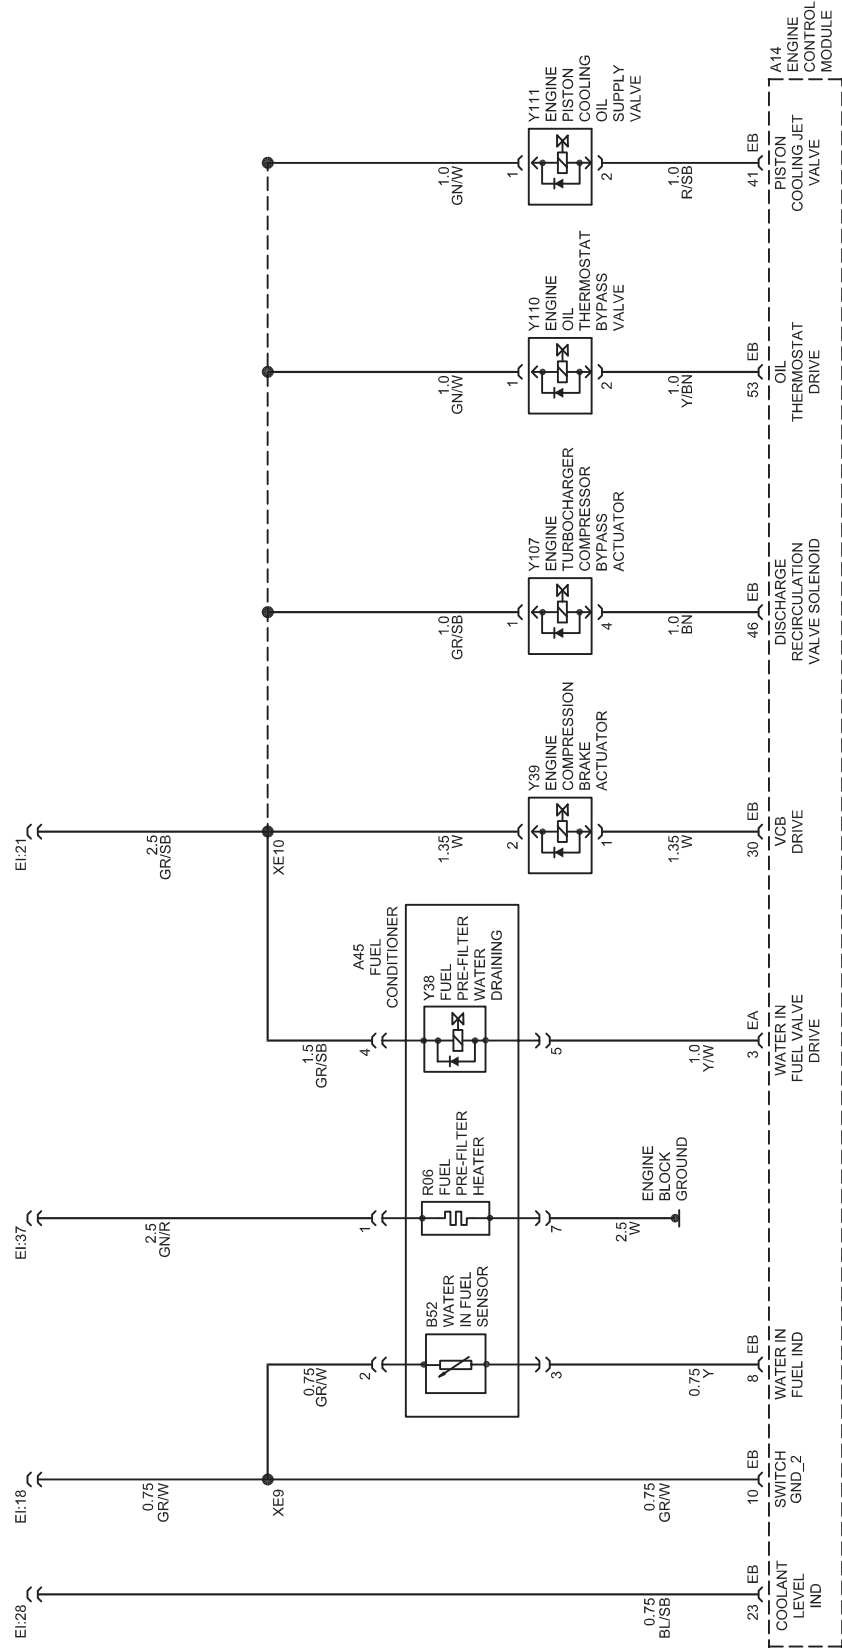 EI:28
0.75
BL/SB
23
EB
COOLANT
LEVEL
IND
EI:18
0.75
GR/W
XE9
0.75
GR/W
10
EB
SWITCH
GND_2
0.75
GR/W
2
B52
WATER
IN FUEL
SENSOR
3
0.75
Y
8
EB
WATER IN
FUEL IND
EI:37
2.5
GN/R
1
R06
FUEL
PRE-FILTER
HEATER
7
2.5
W
ENGINE
BLOCK
GROUND
A45
FUEL
CONDITIONER
1.5
GR/SB
4
Y38
FUEL
PRE-FILTER
WATER
DRAINING
5
1.0
Y/W
3
EA
WATER IN
FUEL VALVE
DRIVE
EI:21
2.5
GR/SB
XE10
1.35
W
2
Y39
ENGINE
COMPRESSION
BRAKE
ACTUATOR
1
1.35
W
30
EB
VCB
DRIVE
1.0
GR/SB
1
Y107
ENGINE
TURBOCHARGER
COMPRESSOR
BYPASS
ACTUATOR
4
1.0
BN
46
EB
DISCHARGE
RECIRCULATION
VALVE SOLENOID
1.0
GN/W
1
Y110
ENGINE
OIL
THERMOSTAT
BYPASS
VALVE
2
1.0
Y/BN
53
EB
OIL
THERMOSTAT
DRIVE
1.0
GN/W
1
Y111
ENGINE
PISTON
COOLING
OIL
SUPPLY
VALVE
2
1.0
R/SB
41
EB
PISTON
COOLING JET
VALVE
A14
ENGINE
CONTROL
MODULE